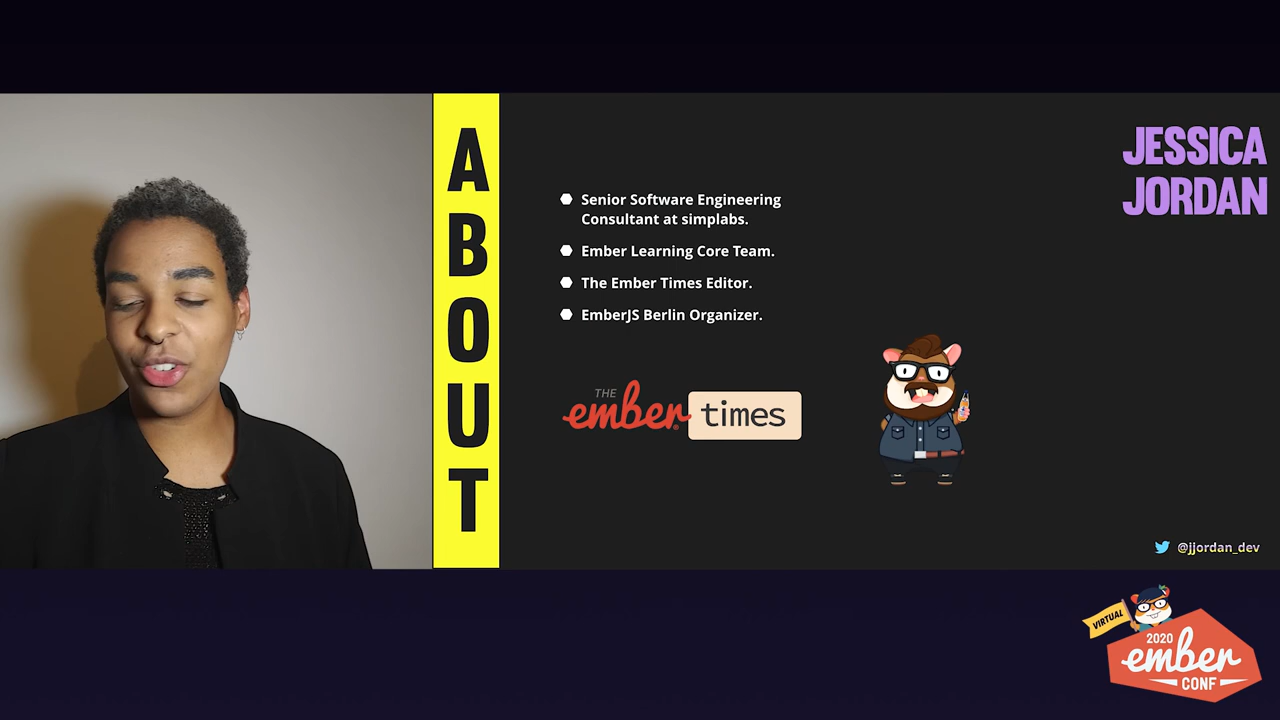 ABOUT
JESSICA
JORDAN
Senior Software Engineering
Consultant at simplabs.
Ember Learning Core Team.
The Ember Times Editor.
EmberJS Berlin Organizer.
THE
ember® times
@jjordan_dev
VIRTUAL
2020
ember
CONF